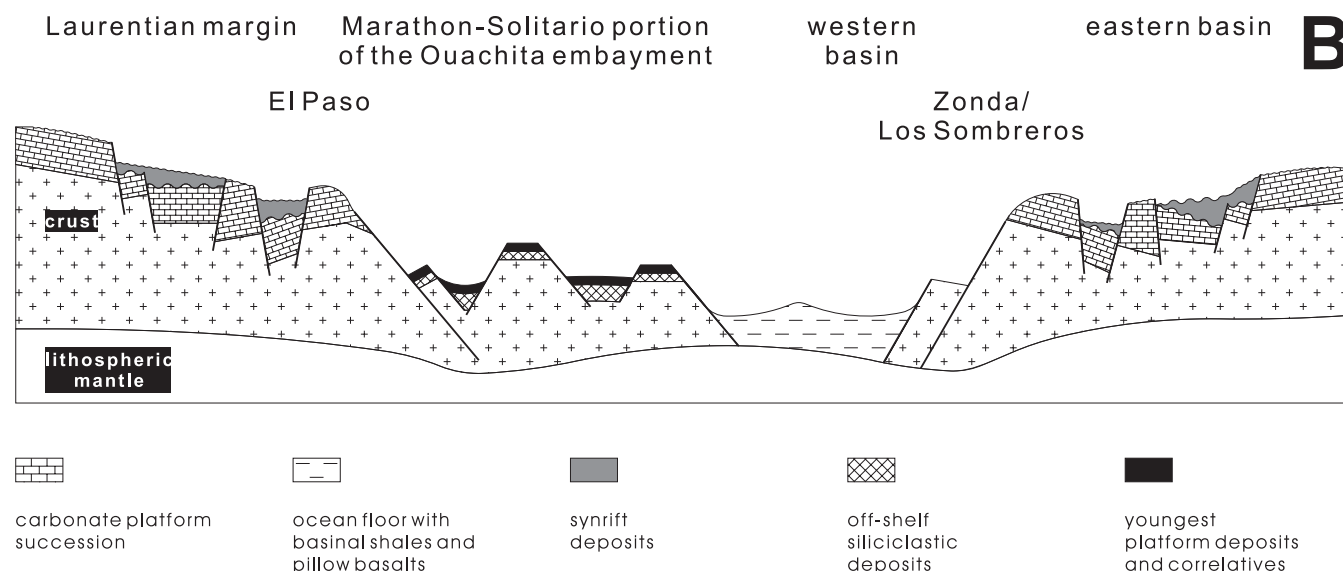 Laurentian margin
Marathon-Solitario portion
of the Ouachita embayment
western
basin
eastern basin
B
El Paso
Zonda/
Los Sombreros
crust
lithospheric
mantle
carbonate platform
succession
ocean floor with
basinal shales and
pillow basalts
synrift
deposits
off-shelf
siliciclastic
deposits
youngest
platform deposits
and correlatives